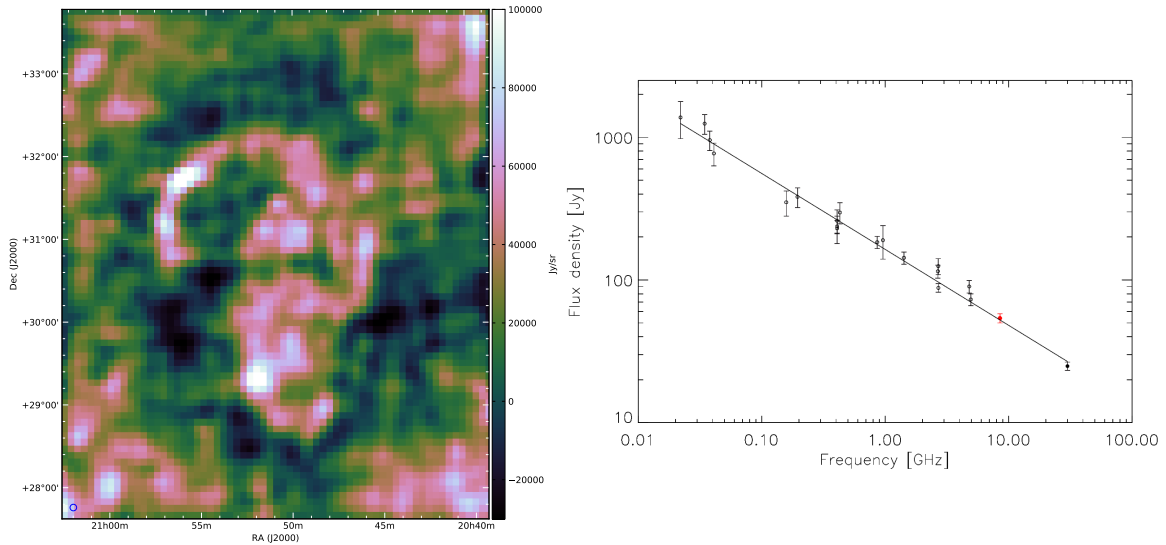 100000
80000
60000
40000
20000
0
−20000
Jy/sr
+33°00'
+32°00'
+31°00'
+30°00'
+29°00'
+28°00'
Dec (J2000)
21h00m
55m
50m
45m
20h40m
RA (J2000)
1000
100
10
Flux density [Jy]
0.01
0.10
1.00
10.00
100.00
Frequency [GHz]